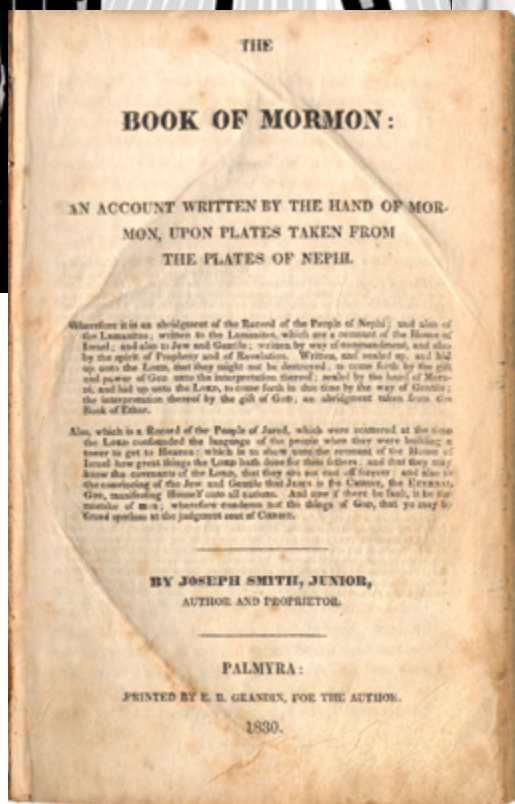 THE
BOOK OF MORMON:
AN ACCOUNT WRITTEN BY THE HAND OF MOR-
MON, UPON PLATES TAKEN FROM
THE PLATES OF NEPHI.
Wherefore it is an abridgment of the Record of the People of Nephi; and also of
the Lamanites; written to the Lamanites, which are a remnant of the House of
Israel; and also to Jew and Gentile; written by way of commandment, and also
by the spirit of Prophecy and of Revelation. Written, and sealed up, and hid
up unto the LORD, that they might not be destroyed; to come forth by the gift
and power of GOD unto the interpretation thereof; sealed by the hand of Moro-
ni, and hid up unto the LORD, to come forth in due time by the way of Gentile;
the interpretation thereof by the gift of GOD; an abridgment taken from the
Book of Ether.
Also, which is a Record of the People of Jared, which were scattered at the time
the LORD confounded the language of the people when they were building a
tower to get to Heaven: which is to shew unto the remnant of the House of
Israel how great things the LORD hath done for their fathers; and that they may
know the covenants of the LORD, that they are not cast off forever; and also to
the convincing of the Jew and Gentile that JESUS is the CHRIST, the ETERNAL
GOD, manifesting Himself unto all nations. And now if there be fault, it be the
mistake of men; wherefore condemn not the things of GOD, that ye may be
found spotless at the judgment seat of CHRIST.
BY JOSEPH SMITH, JUNIOR,
AUTHOR AND PROPRIETOR.
PALMYRA:
PRINTED BY E. B. GRANDIN, FOR THE AUTHOR.
1830.